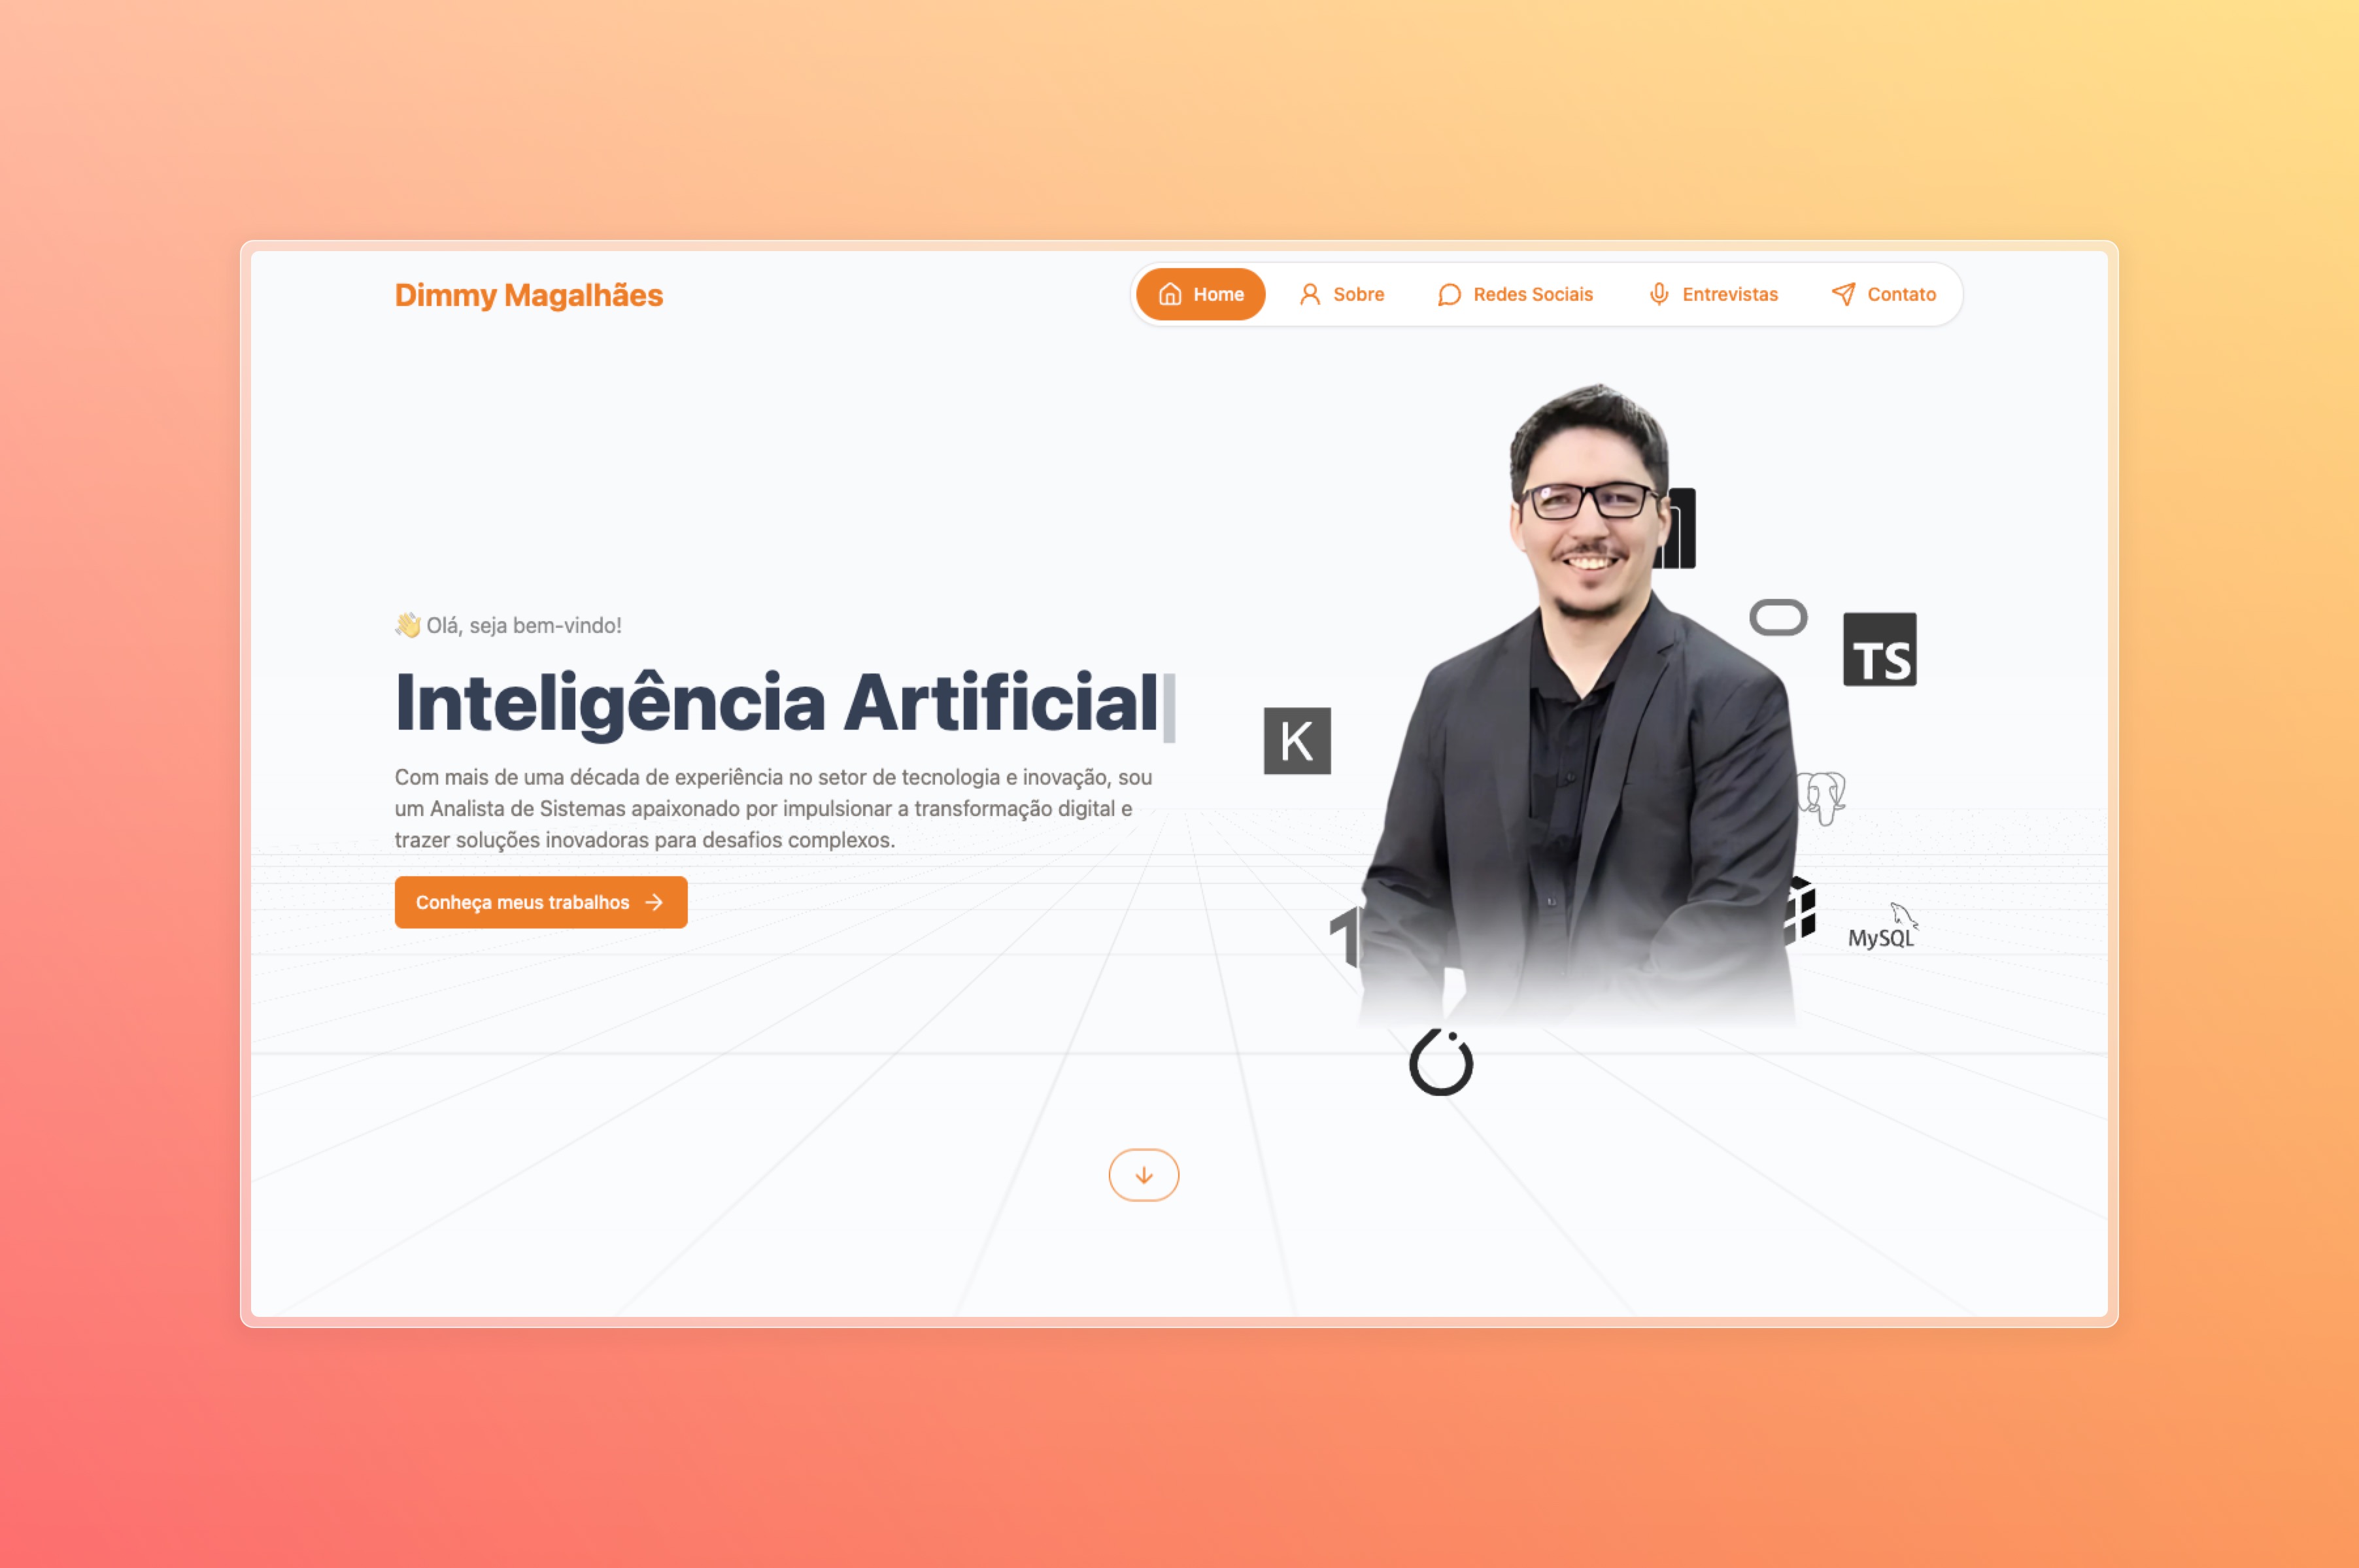 Dimmy Magalhães
Home
Sobre
Redes Sociais
Entrevistas
Contato
👋 Olá, seja bem-vindo!
Inteligência Artificial
Com mais de uma década de experiência no setor de tecnologia e inovação, sou
um Analista de Sistemas apaixonado por impulsionar a transformação digital e
trazer soluções inovadoras para desafios complexos.
Conheça meus trabalhos
TS
K
MySQL